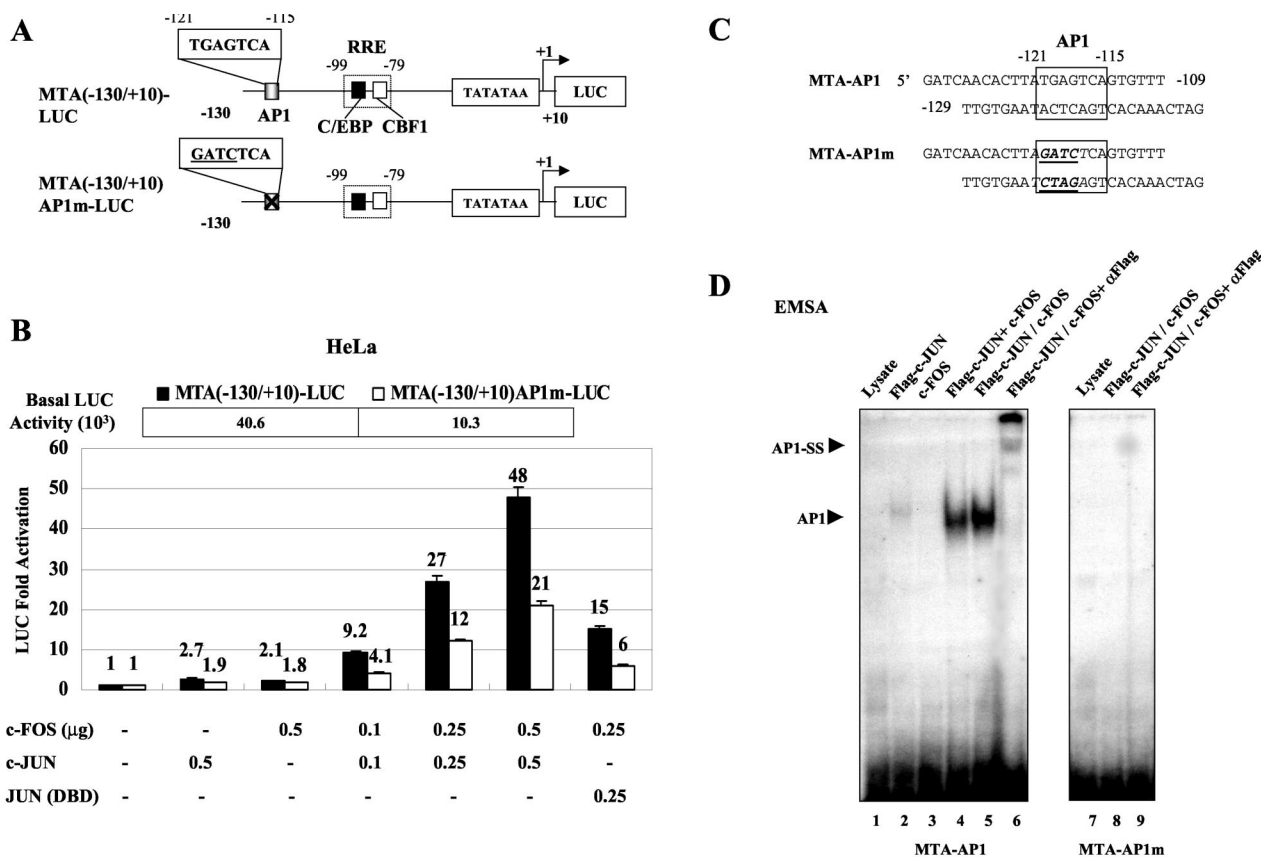 A
-121 -115
TGAGTCA
RRE
-99 -79
+1
MTA(-130/+10)-
LUC
TATATAA
LUC
-130
AP1
C/EBP CBF1
+10
GATCTCA
-99 -79
+1
MTA(-130/+10)
AP1m-LUC
TATATAA
LUC
-130
B
HeLa
MTA(-130/+10)-LUC MTA(-130/+10)AP1m-LUC
Basal LUC
Activity (10³)
40.6 10.3
LUC Fold Activation
60
50
40
30
20
10
0
1 1
2.7 1.9
2.1 1.8
9.2 4.1
27 12
48 21
15 6
c-FOS (µg) - - 0.5 0.1 0.25 0.5 0.25
c-JUN - 0.5 - 0.1 0.25 0.5 -
JUN (DBD) - - - - - - 0.25
C
AP1
-121 -115
MTA-AP1 5’ GATCAACACTTATGAGTCAGTGTTT -109
-129 TTGTGAATACTCAGTCACAAACTAG
MTA-AP1m GATCAACACTTAGATCTCAGTGTTT
TTGTGAATCTAGAGTCACAAACTAG
D
EMSA
Lysate
Flag-c-JUN
c-FOS
Flag-c-JUN+ c-FOS
Flag-c-JUN / c-FOS
Flag-c-JUN / c-FOS+ αFlag
Lysate
Flag-c-JUN / c-FOS
Flag-c-JUN / c-FOS+ αFlag
AP1-SS
AP1
1 2 3 4 5 6 7 8 9
MTA-AP1 MTA-AP1m